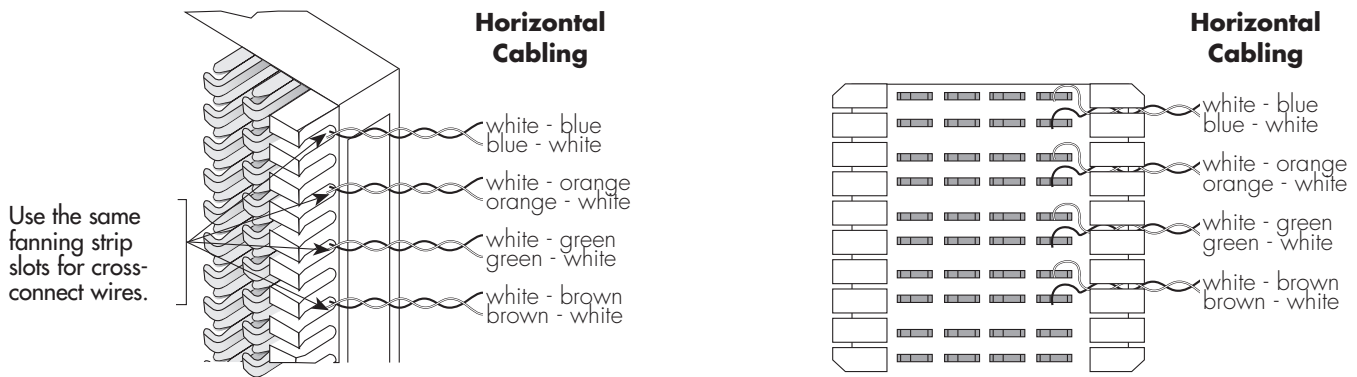 Horizontal
Cabling
white - blue
blue - white
white - orange
orange - white
white - green
green - white
white - brown
brown - white
Use the same
fanning strip
slots for cross-
connect wires.
Horizontal
Cabling
white - blue
blue - white
white - orange
orange - white
white - green
green - white
white - brown
brown - white